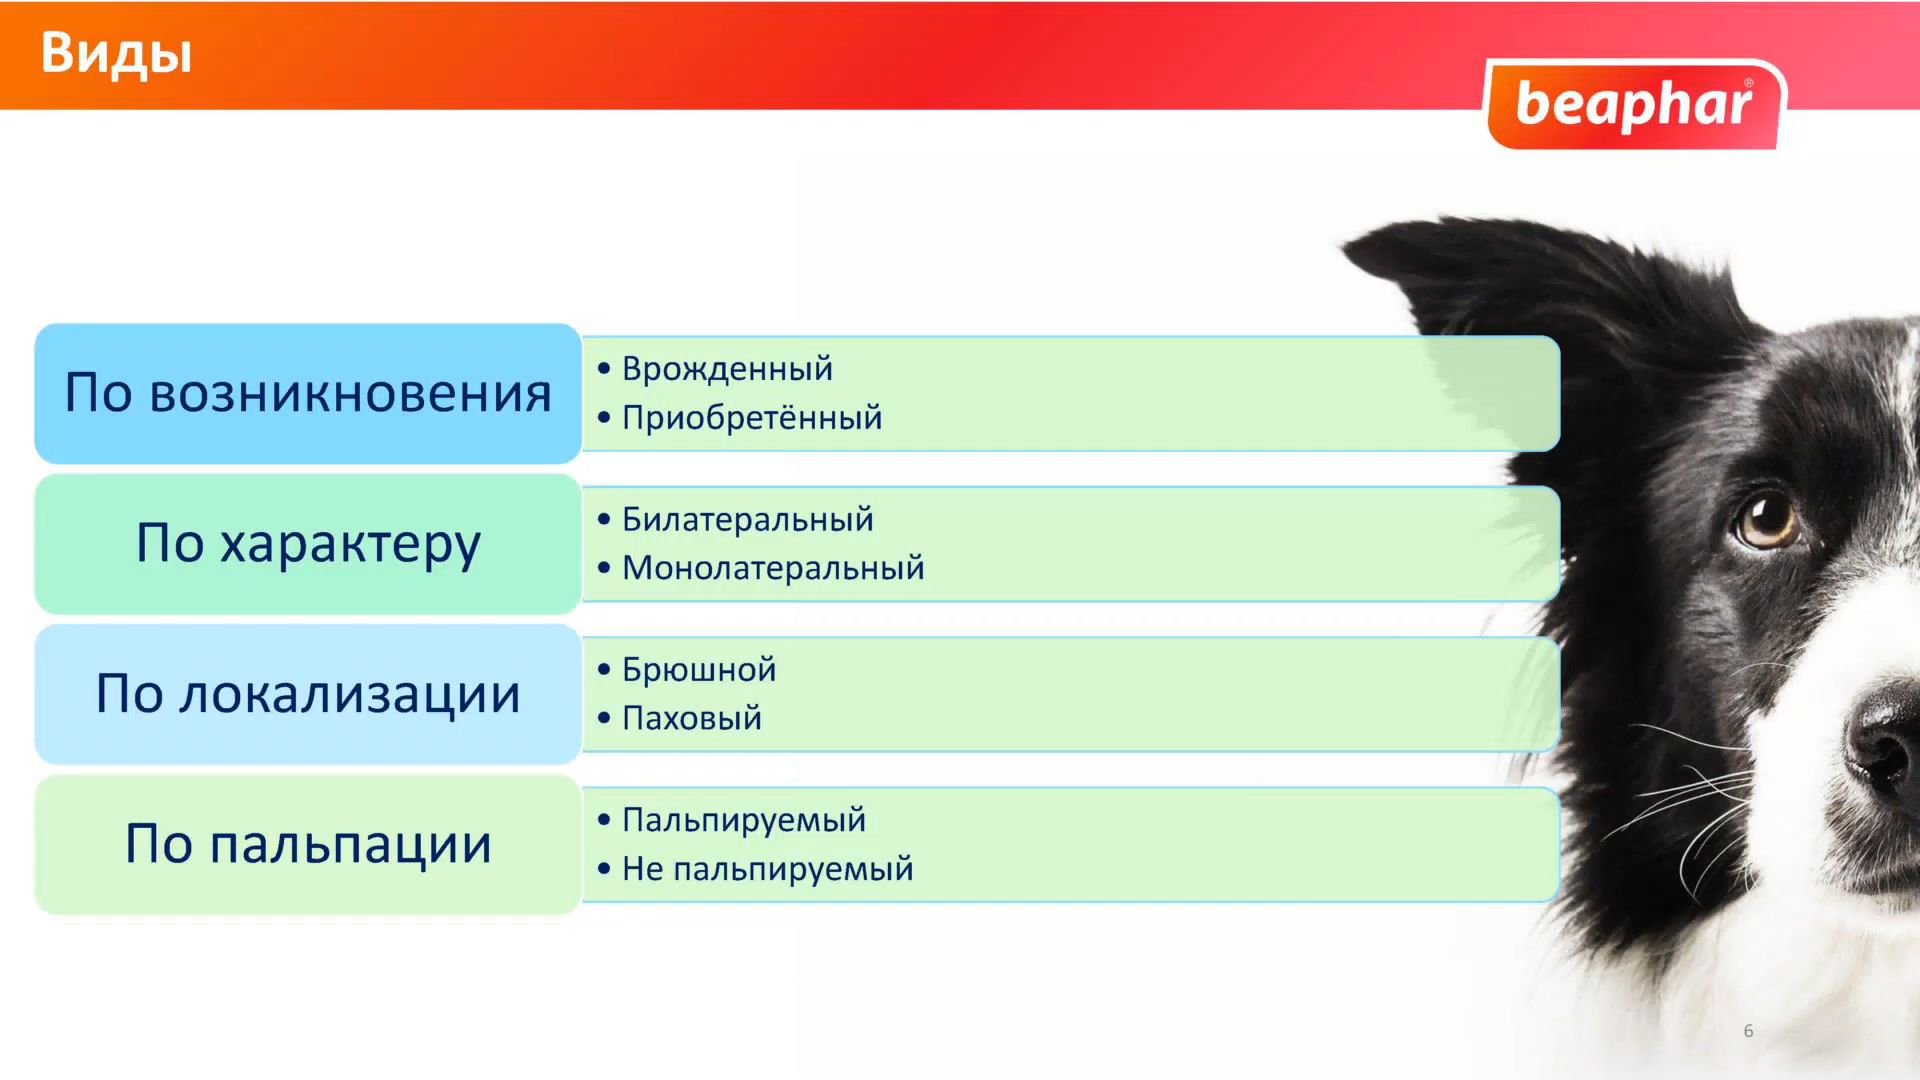 Виды
beaphar®
По возникновения
• Врожденный
• Приобретённый
По характеру
• Билатеральный
• Монолатеральный
По локализации
• Брюшной
• Паховый
По пальпации
• Пальпируемый
• Не пальпируемый
6